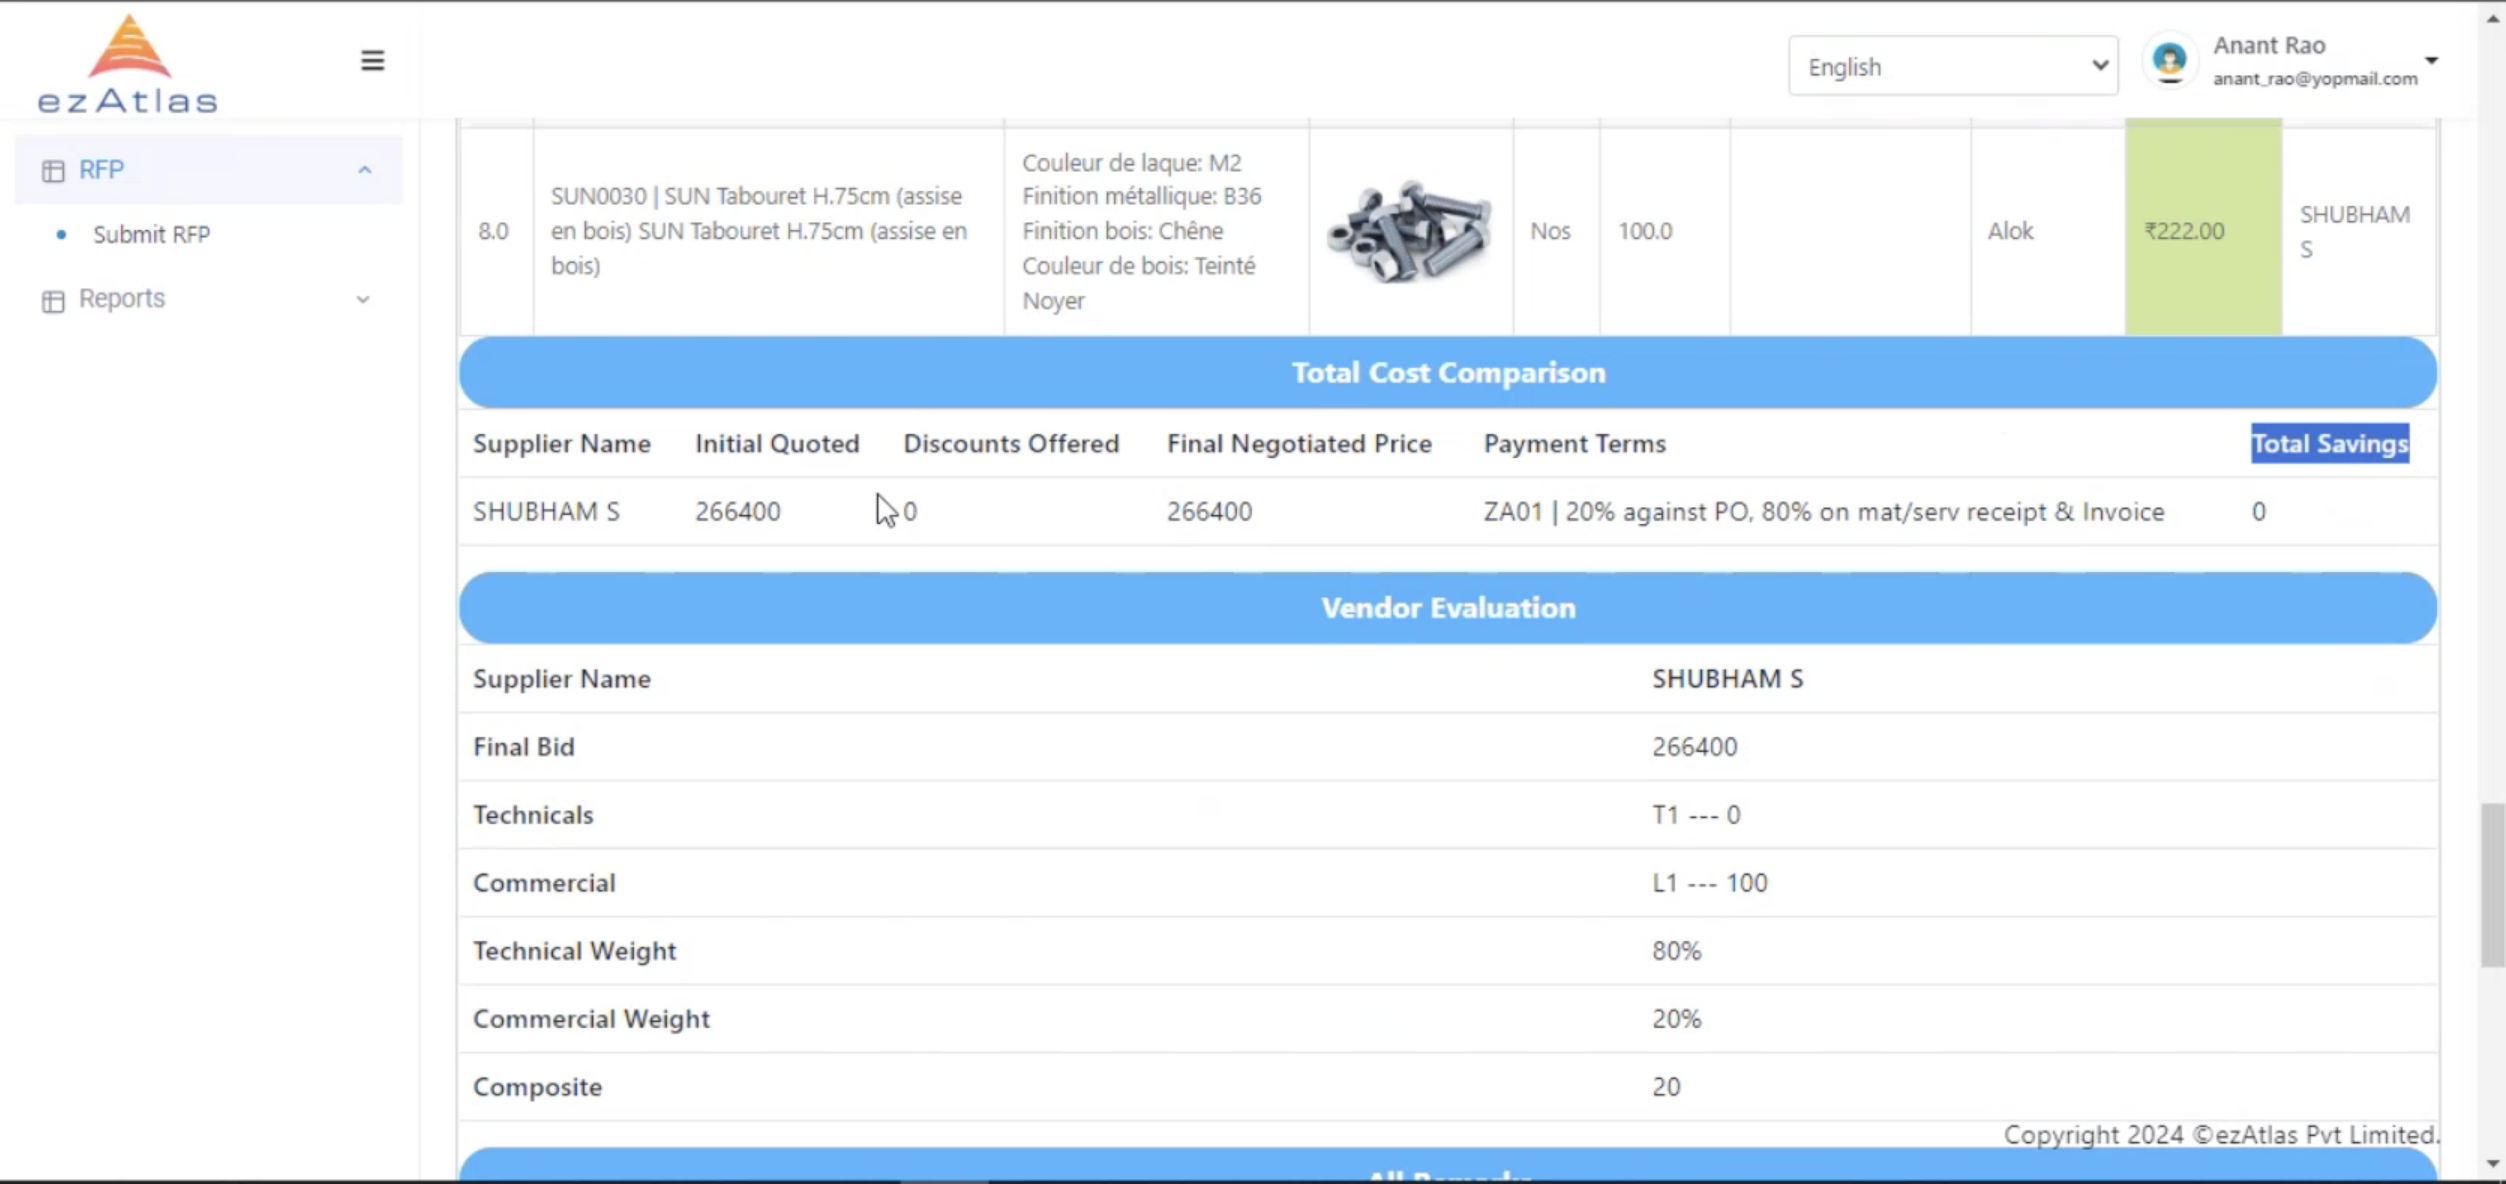 ezAtlas
English
Anant Rao
anant_rao@yopmail.com
RFP
Submit RFP
Reports
8.0
SUN0030 | SUN Tabouret H.75cm (assise
en bois) SUN Tabouret H.75cm (assise en
bois)
Couleur de laque: M2
Finition métallique: B36
Finition bois: Chêne
Couleur de bois: Teinté
Noyer
Nos
100.0
Alok
₹222.00
SHUBHAM
S
Total Cost Comparison
Supplier Name Initial Quoted Discounts Offered Final Negotiated Price Payment Terms Total Savings
SHUBHAM S 266400 0 266400 ZA01 | 20% against PO, 80% on mat/serv receipt & Invoice 0
Vendor Evaluation
Supplier Name SHUBHAM S
Final Bid 266400
Technicals T1 --- 0
Commercial L1 --- 100
Technical Weight 80%
Commercial Weight 20%
Composite 20
Copyright 2024 ©ezAtlas Pvt Limited.
All Remarks